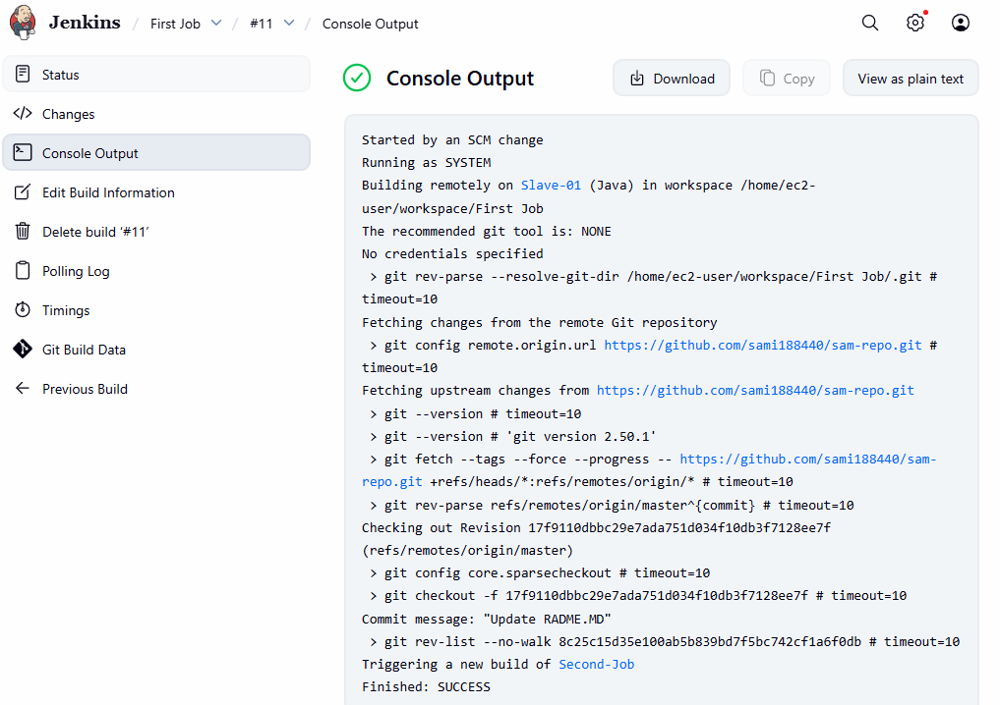 Jenkins / First Job / #11 / Console Output
Status
Changes
Console Output
Edit Build Information
Delete build '#11'
Polling Log
Timings
Git Build Data
Previous Build
Console Output
Download
Copy
View as plain text
Started by an SCM change
Running as SYSTEM
Building remotely on Slave-01 (Java) in workspace /home/ec2-
user/workspace/First Job
The recommended git tool is: NONE
No credentials specified
 > git rev-parse --resolve-git-dir /home/ec2-user/workspace/First Job/.git #
timeout=10
Fetching changes from the remote Git repository
 > git config remote.origin.url https://github.com/sami188440/sam-repo.git #
timeout=10
Fetching upstream changes from https://github.com/sami188440/sam-repo.git
 > git --version # timeout=10
 > git --version # 'git version 2.50.1'
 > git fetch --tags --force --progress -- https://github.com/sami188440/sam-
repo.git +refs/heads/*:refs/remotes/origin/* # timeout=10
 > git rev-parse refs/remotes/origin/master^{commit} # timeout=10
Checking out Revision 17f9110dbbc29e7ada751d034f10db3f7128ee7f
(refs/remotes/origin/master)
 > git config core.sparsecheckout # timeout=10
 > git checkout -f 17f9110dbbc29e7ada751d034f10db3f7128ee7f # timeout=10
Commit message: "Update RADME.MD"
 > git rev-list --no-walk 8c25c15d35e100ab5b839bd7f5bc742cf1a6f0db # timeout=10
Triggering a new build of Second-Job
Finished: SUCCESS